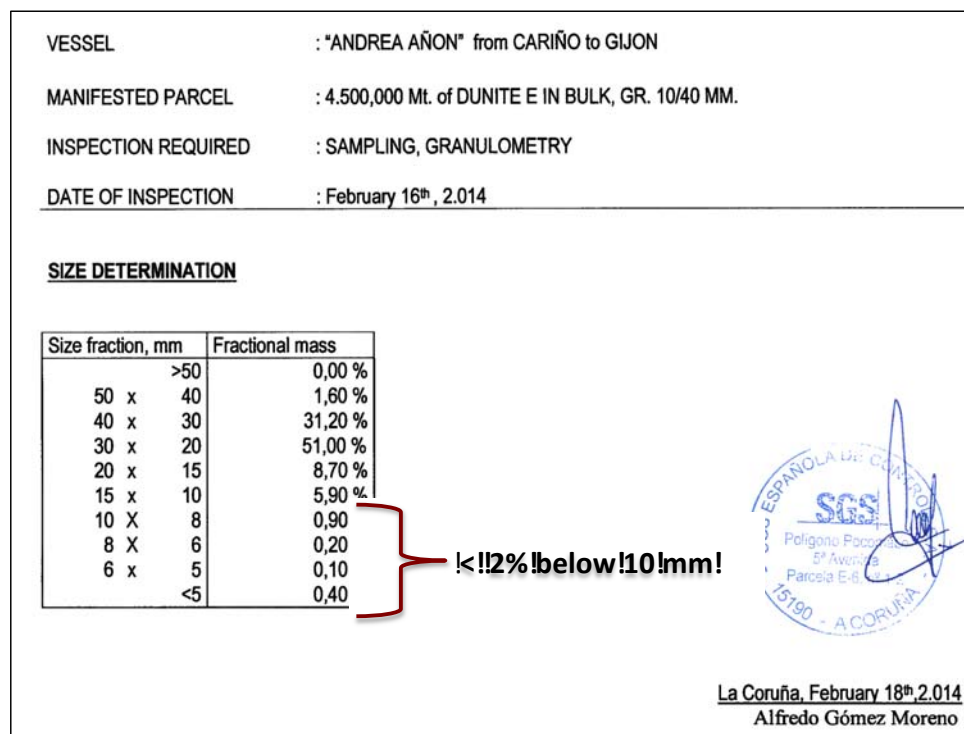 VESSEL : "ANDREA AÑON" from CARIÑO to GIJON
MANIFESTED PARCEL : 4.500,000 Mt. of DUNITE E IN BULK, GR. 10/40 MM.
INSPECTION REQUIRED : SAMPLING, GRANULOMETRY
DATE OF INSPECTION : February 16th, 2.014
SIZE DETERMINATION
Size fraction, mm Fractional mass
>50 0,00 %
50 x 40 1,60 %
40 x 30 31,20 %
30 x 20 51,00 %
20 x 15 8,70 %
15 x 10 5,90 %
10 X 8 0,90
8 X 6 0,20
6 x 5 0,10
<5 0,40
!<!!2%!below!10!mm!
ESPAÑOLA DE
SGS
Polígono
5ª Avenida
Parcela E-6
15190 - A CORUÑA
La Coruña, February 18th,2.014
Alfredo Gómez Moreno